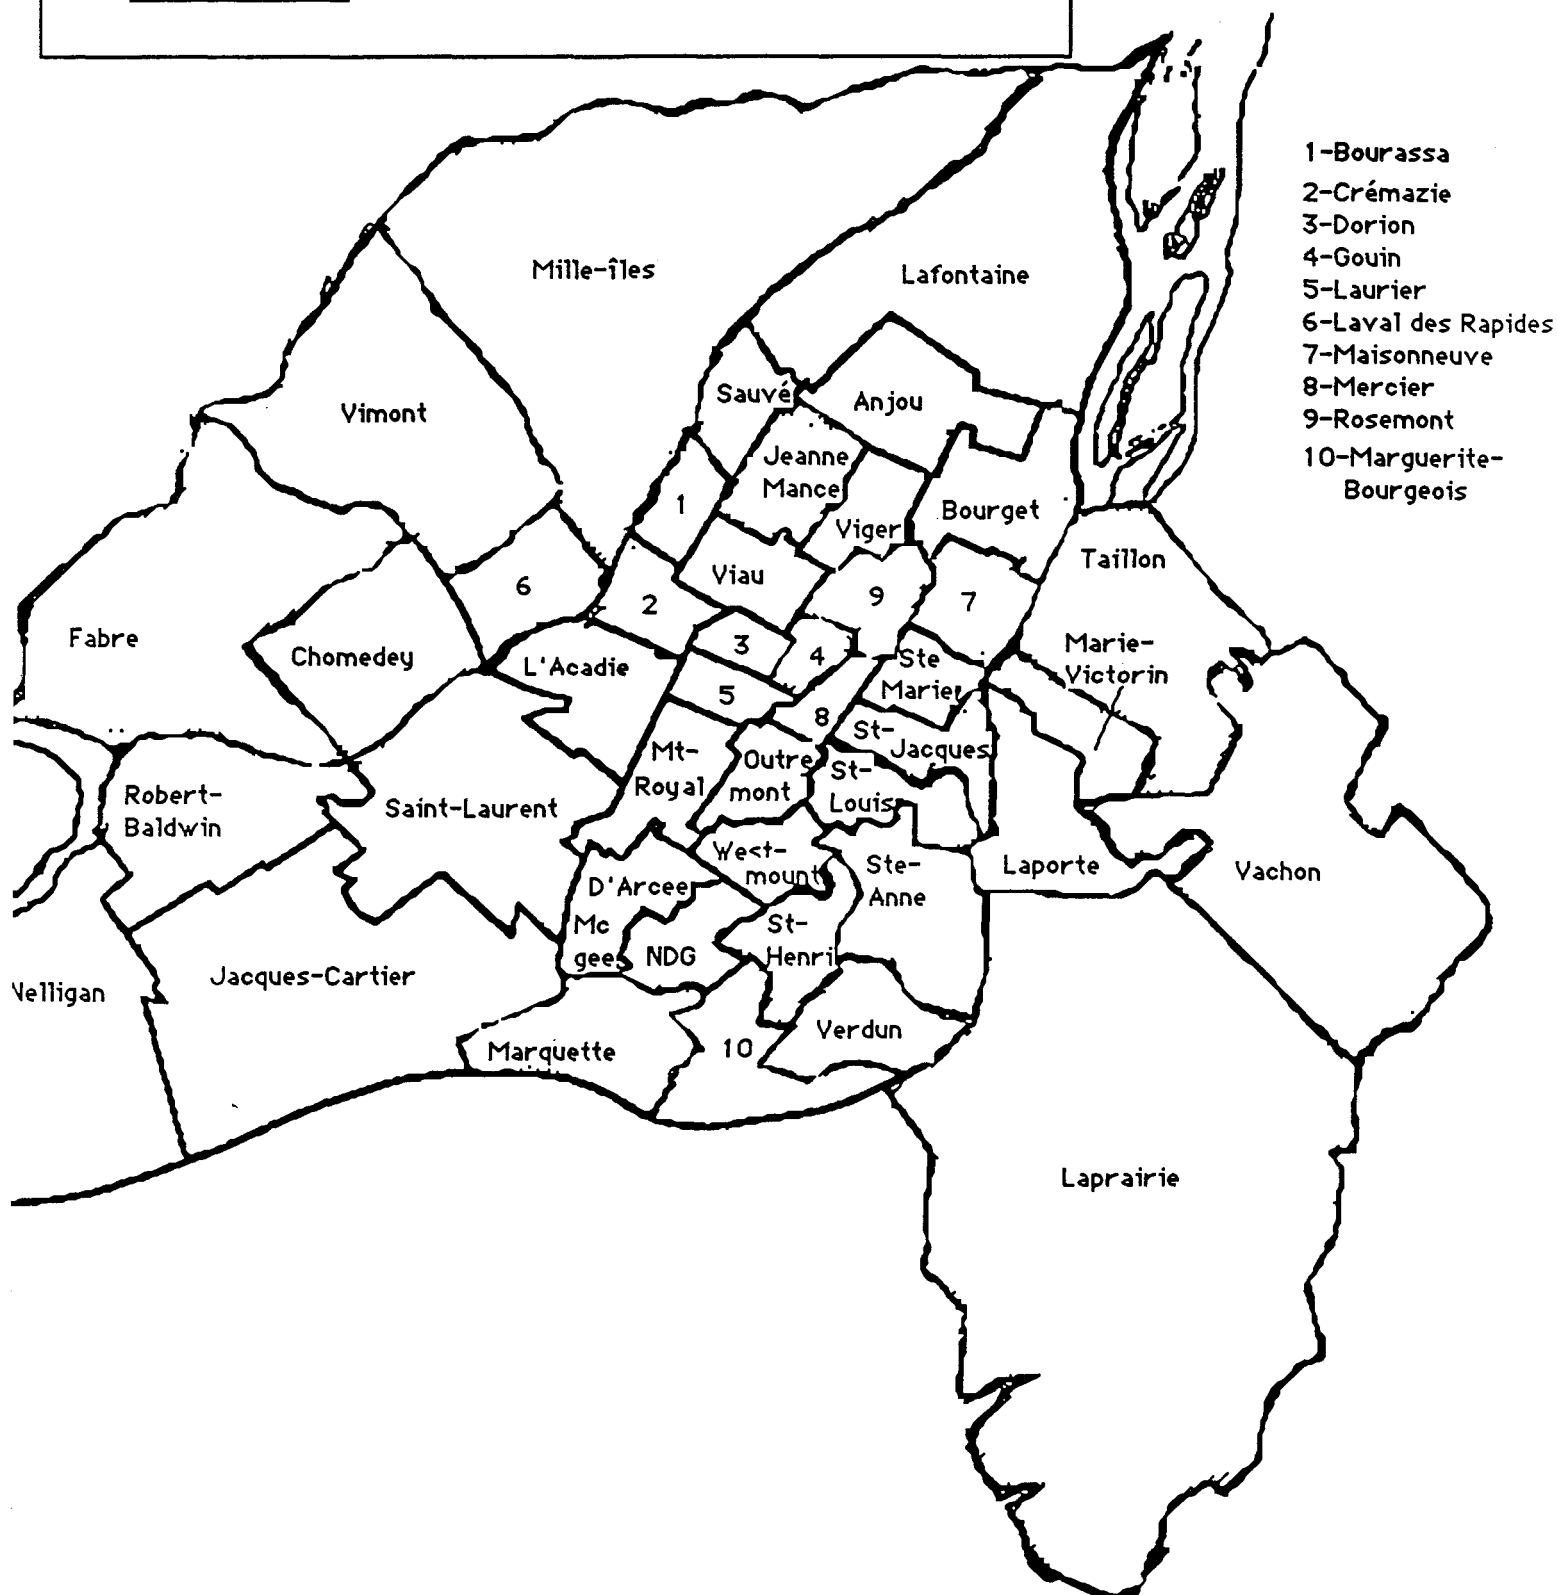 1-Bourassa
2-Crémazie
3-Dorion
4-Gouin
5-Laurier
6-Laval des Rapides
7-Maisonneuve
8-Mercier
9-Rosemont
10-Marguerite-
Bourgeois
Mille-îles
Lafontaine
Vimont
Sauvé
Anjou
Jeanne
Mance
1
Viger
Bourget
Taillon
6
2
Viau
9
7
Fabre
Chomedey
L'Acadie
3
4
Ste
Marie
Marie-
Victorin
5
8
St-
Jacques
Mt-
Royal
Outre
mont
St-
Louis
Robert-
Baldwin
Saint-Laurent
West-
mount
Ste-
Anne
Laporte
Vachon
D'Arcee
Mc
gee
NDG
St-
Henri
Nelligan
Jacques-Cartier
Marquette
10
Verdun
Laprairie